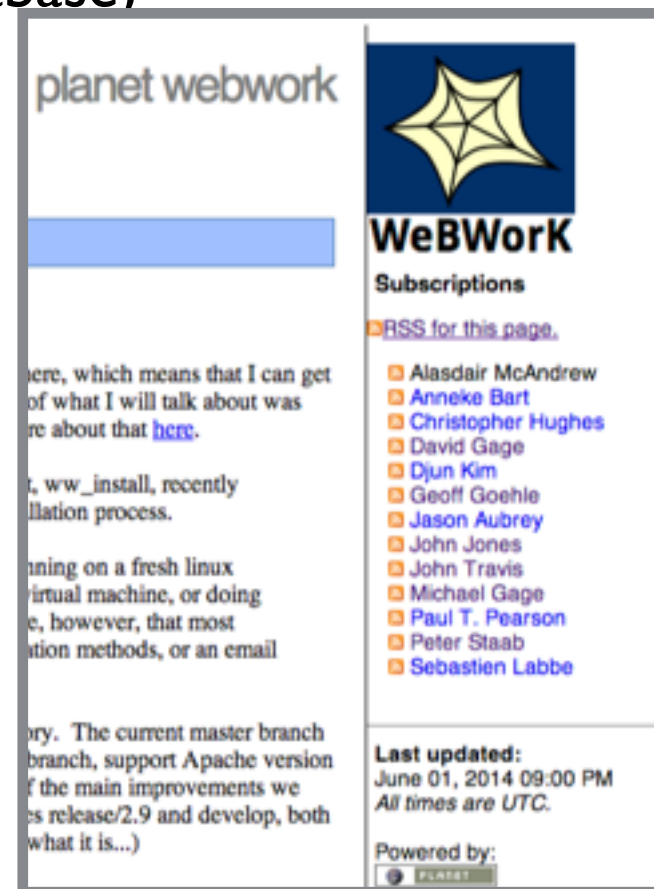 planet webwork
ere, which means that I can get
of what I will talk about was
re about that here.
t, ww_install, recently
llation process.
nning on a fresh linux
virtual machine, or doing
e, however, that most
ation methods, or an email
ory. The current master branch
branch, support Apache version
f the main improvements we
es release/2.9 and develop, both
what it is...)
WeBWorK
Subscriptions
RSS for this page.
Alasdair McAndrew
Anneke Bart
Christopher Hughes
David Gage
Djun Kim
Geoff Goehle
Jason Aubrey
John Jones
John Travis
Michael Gage
Paul T. Pearson
Peter Staab
Sebastien Labbe
Last updated:
June 01, 2014 09:00 PM
All times are UTC.
Powered by:
PLANET